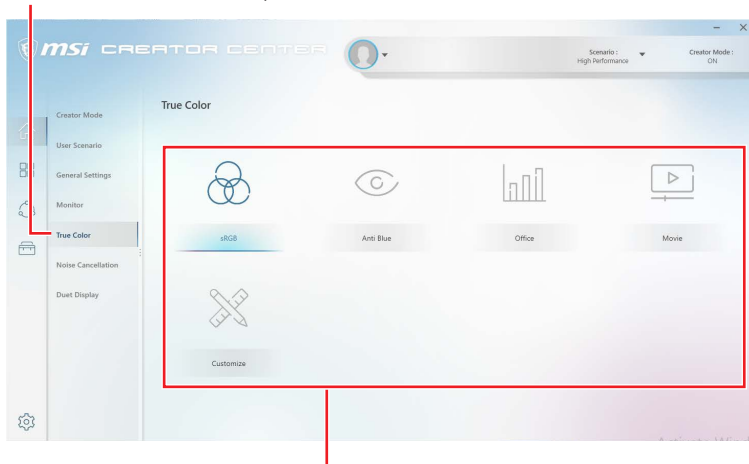 msi CREATOR CENTER
Scenario :
High Performance
Creator Mode :
ON
True Color
Creator Mode
User Scenario
General Settings
Monitor
True Color
Noise Cancellation
Duet Display
sRGB
Anti Blue
Office
Movie
Customize